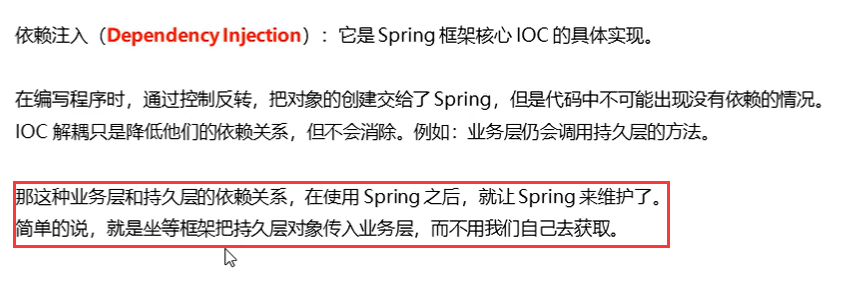 依赖注入（Dependency Injection）：它是 Spring 框架核心 IOC 的具体实现。
在编写程序时，通过控制反转，把对象的创建交给了 Spring，但是代码中不可能出现没有依赖的情况。
IOC 解耦只是降低他们的依赖关系，但不会消除。例如：业务层仍会调用持久层的方法。
那这种业务层和持久层的依赖关系，在使用 Spring 之后，就让 Spring 来维护了。
简单的说，就是坐等框架把持久层对象传入业务层，而不用我们自己去获取。